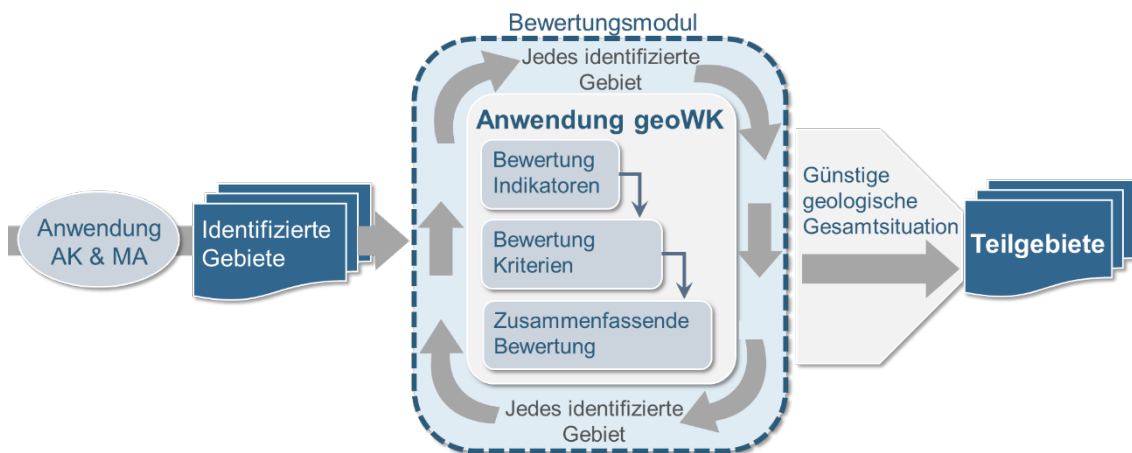 Bewertungsmodul
Jedes identifizierte
Gebiet
Anwendung geoWK
Bewertung
Indikatoren
Bewertung
Kriterien
Zusammenfassende
Bewertung
Jedes identifizierte
Gebiet
Anwendung
AK & MA
Identifizierte
Gebiete
Günstige
geologische
Gesamtsituation
Teilgebiete